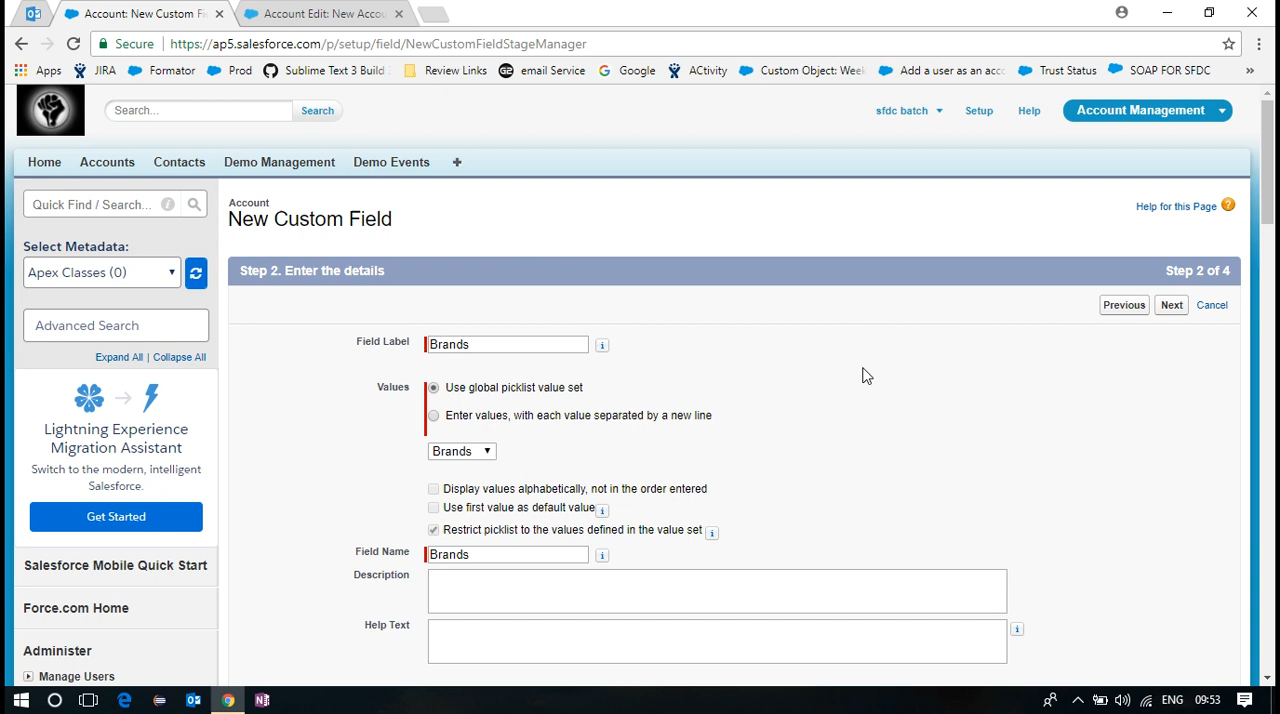 Account: New Custom Fi
Account Edit: New Accou
Secure
https://ap5.salesforce.com/p/setup/field/NewCustomFieldStageManager
Apps JIRA Formator Prod Sublime Text 3 Build Review Links email Service Google ACtivity Custom Object: Week Add a user as an acco Trust Status SOAP FOR SFDC »
Search... Search
sfdc batch Setup Help Account Management
Home Accounts Contacts Demo Management Demo Events +
Quick Find / Search...
Select Metadata:
Apex Classes (0)
Advanced Search
Expand All | Collapse All
Lightning Experience
Migration Assistant
Switch to the modern, intelligent
Salesforce.
Get Started
Salesforce Mobile Quick Start
Force.com Home
Administer
Manage Users
Account
New Custom Field
Help for this Page ?
Step 2. Enter the details
Step 2 of 4
Previous Next Cancel
Field Label Brands
Values Use global picklist value set
Enter values, with each value separated by a new line
Brands
Display values alphabetically, not in the order entered
Use first value as default value
Restrict picklist to the values defined in the value set
Field Name Brands
Description
Help Text
ENG 09:53